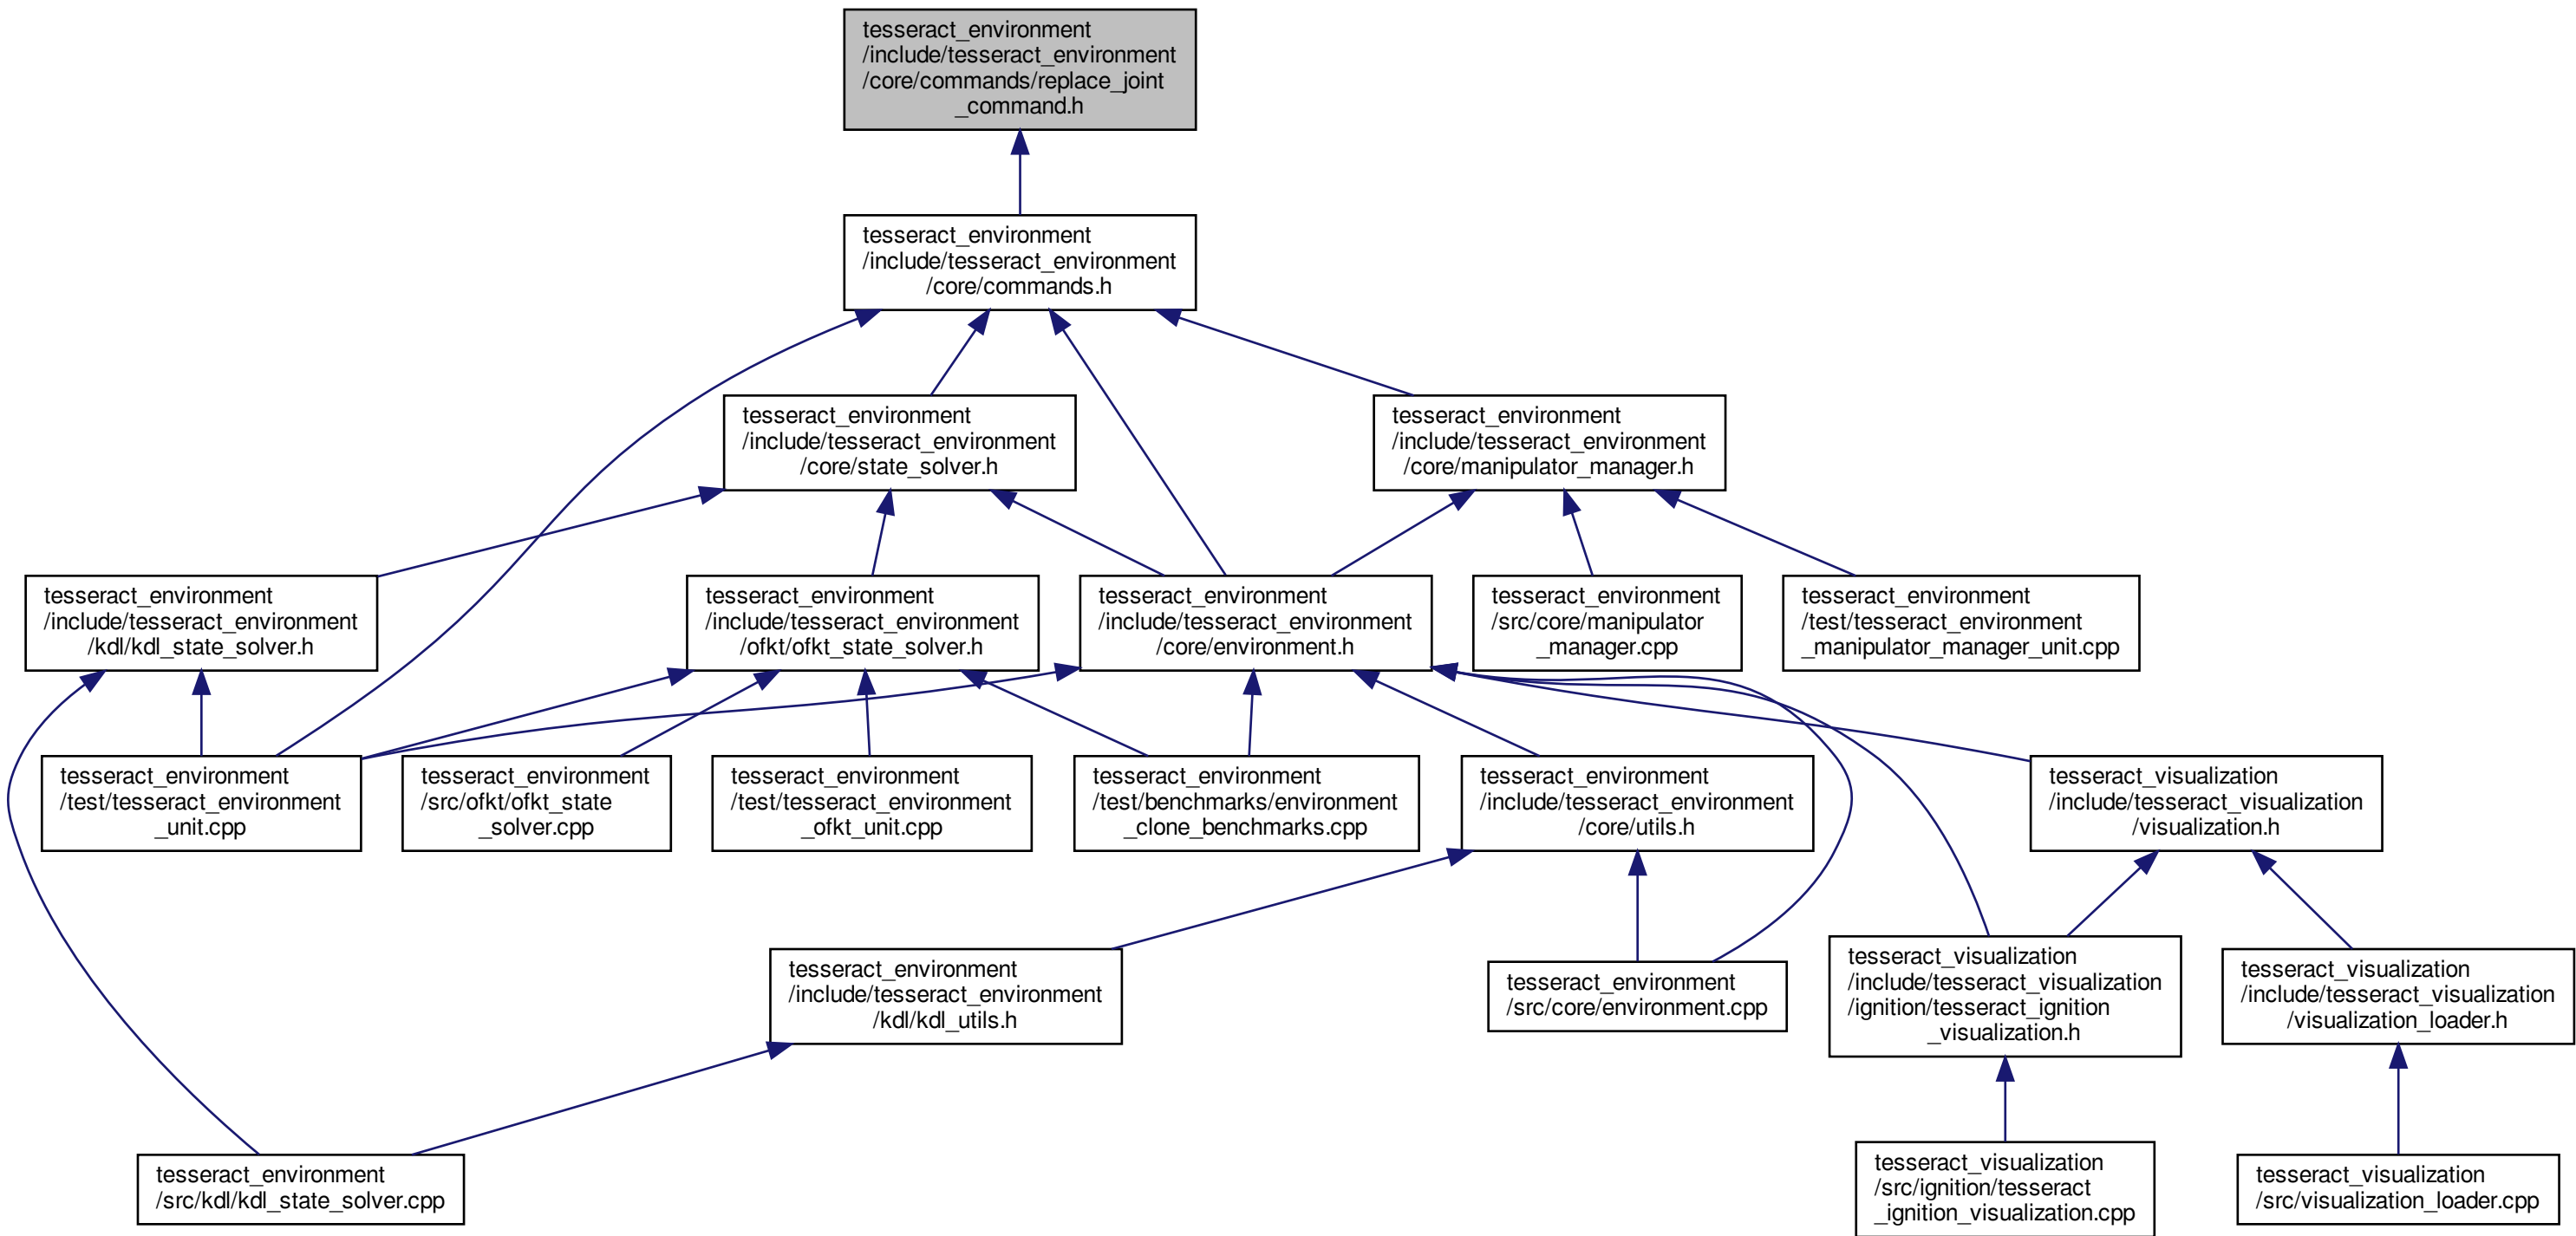 tesseract_environment
/include/tesseract_environment
/core/commands/replace_joint
_command.h
tesseract_environment
/include/tesseract_environment
/core/commands.h
tesseract_environment
/include/tesseract_environment
/core/state_solver.h
tesseract_environment
/include/tesseract_environment
/core/manipulator_manager.h
tesseract_environment
/include/tesseract_environment
/kdl/kdl_state_solver.h
tesseract_environment
/include/tesseract_environment
/ofkt/ofkt_state_solver.h
tesseract_environment
/include/tesseract_environment
/core/environment.h
tesseract_environment
/src/core/manipulator
_manager.cpp
tesseract_environment
/test/tesseract_environment
_manipulator_manager_unit.cpp
tesseract_environment
/test/tesseract_environment
_unit.cpp
tesseract_environment
/src/ofkt/ofkt_state
_solver.cpp
tesseract_environment
/test/tesseract_environment
_ofkt_unit.cpp
tesseract_environment
/test/benchmarks/environment
_clone_benchmarks.cpp
tesseract_environment
/include/tesseract_environment
/core/utils.h
tesseract_visualization
/include/tesseract_visualization
/visualization.h
tesseract_environment
/include/tesseract_environment
/kdl/kdl_utils.h
tesseract_environment
/src/core/environment.cpp
tesseract_visualization
/include/tesseract_visualization
/ignition/tesseract_ignition
_visualization.h
tesseract_visualization
/include/tesseract_visualization
/visualization_loader.h
tesseract_environment
/src/kdl/kdl_state_solver.cpp
tesseract_visualization
/src/ignition/tesseract
_ignition_visualization.cpp
tesseract_visualization
/src/visualization_loader.cpp